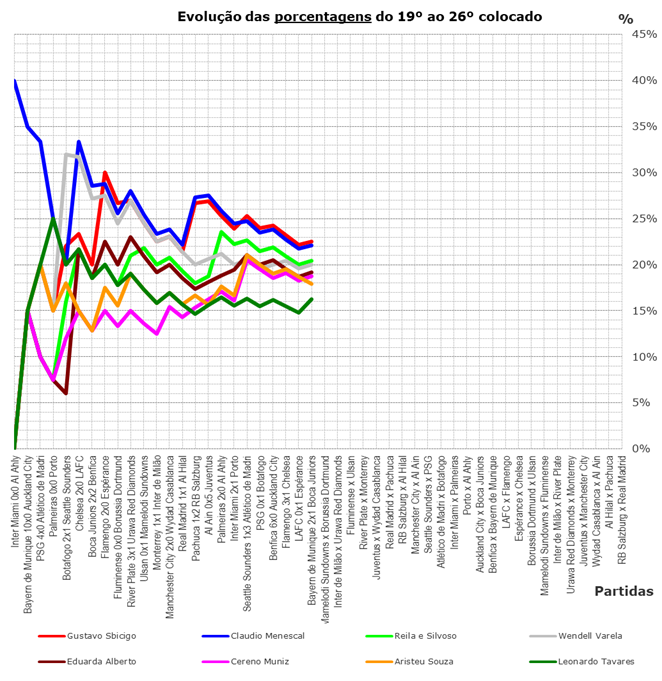 Evolução das porcentagens do 19º ao 26º colocado
%
45%
40%
35%
30%
25%
20%
15%
10%
5%
0%
Inter Miami 0x0 Al Ahly
Bayern de Munique 10x0 Auckland City
PSG 4x0 Atlético de Madri
Palmeiras 0x0 Porto
Botafogo 2x1 Seattle Sounders
Chelsea 2x0 LAFC
Boca Juniors 2x2 Benfica
Flamengo 2x0 Espérance
Fluminense 0x0 Borussia Dortmund
River Plate 3x1 Urawa Red Diamonds
Ulsan 0x1 Mamelodi Sundowns
Monterrey 1x1 Inter de Milão
Manchester City 2x0 Wydad Casablanca
Real Madrid 1x1 Al Hilal
Pachuca 1x2 RB Salzburg
Al Ain 0x5 Juventus
Palmeiras 2x0 Al Ahly
Inter Miami 2x1 Porto
Seattle Sounders 1x3 Atlético de Madri
PSG 0x1 Botafogo
Benfica 6x0 Auckland City
Flamengo 3x1 Chelsea
LAFC 0x1 Espérance
Bayern de Munique 2x1 Boca Juniors
Mamelodi Sundowns x Borussia Dortmund
Inter de Milão x Urawa Red Diamonds
Fluminense x Ulsan
River Plate x Monterrey
Juventus x Wydad Casablanca
Real Madrid x Pachuca
RB Salzburg x Al Hilal
Manchester City x Al Ain
Seattle Sounders x PSG
Atlético de Madri x Botafogo
Inter Miami x Palmeiras
Porto x Al Ahly
Auckland City x Boca Juniors
Benfica x Bayern de Munique
LAFC x Flamengo
Espérance x Chelsea
Borussia Dortmund x Ulsan
Mamelodi Sundowns x Fluminense
Inter de Milão x River Plate
Urawa Red Diamonds x Monterrey
Juventus x Manchester City
Wydad Casablanca x Al Ain
Al Hilal x Pachuca
RB Salzburg x Real Madrid
Partidas
Gustavo Sbicigo
Claudio Menescal
Reila e Silvoso
Wendell Varela
Eduarda Alberto
Cereno Muniz
Aristeu Souza
Leonardo Tavares